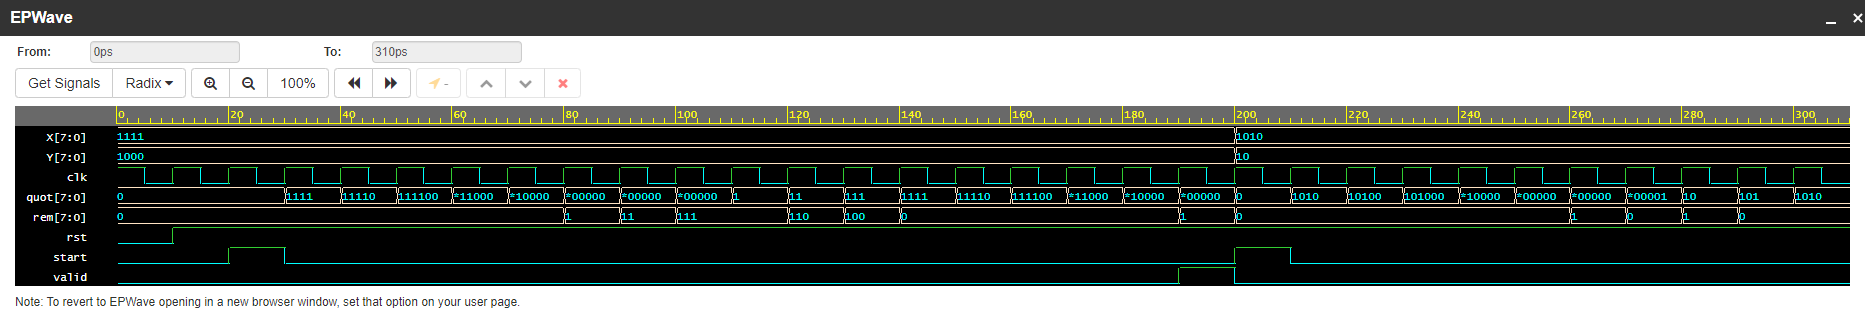 EPWave
From: 0ps To: 310ps
Get Signals Radix 100% -
0 20 40 60 80 100 120 140 160 180 200 220 240 260 280 300
X[7:0] 1111 1010
Y[7:0] 1000 10
clk
quot[7:0] 0 1111 11110 111100 *11000 *10000 *00000 *00000 *00000 1 11 111 1111 11110 111100 *11000 *10000 *00000 0 1010 10100 101000 *10000 *00000 *00000 *00001 10 101 1010
rem[7:0] 0 1 11 111 110 100 0 1 0 1 0 1 0
rst
start
valid
Note: To revert to EPWave opening in a new browser window, set that option on your user page.